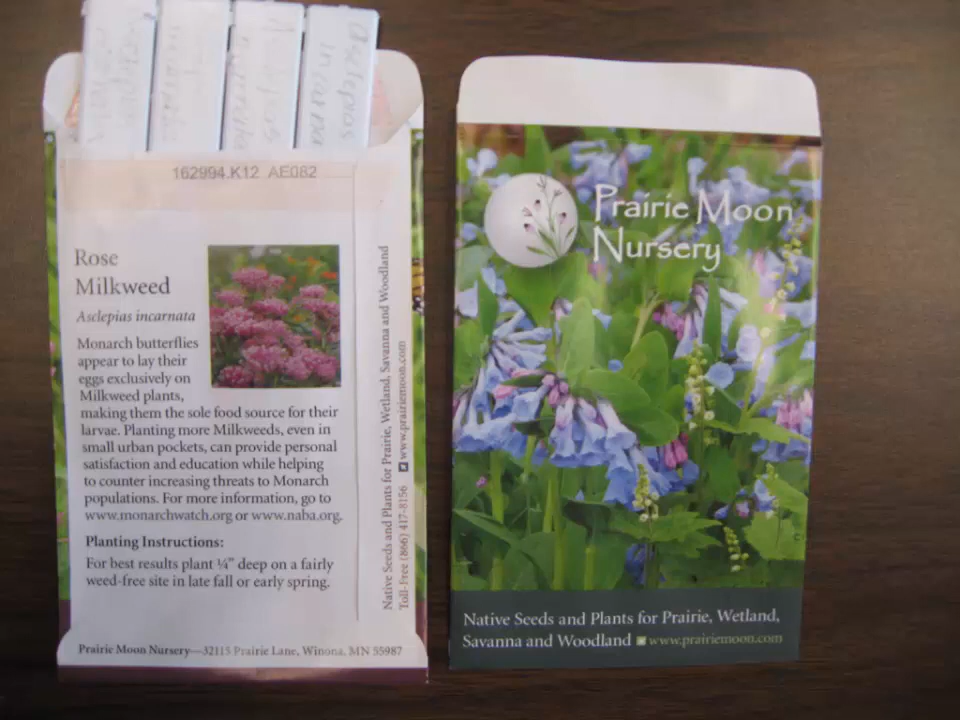 Asclepias
incarna
162994.K12 AE082
Rose
Milkweed
Asclepias incarnata
Monarch butterflies
appear to lay their
eggs exclusively on
Milkweed plants,
making them the sole food source for their
larvae. Planting more Milkweeds, even in
small urban pockets, can provide personal
satisfaction and education while helping
to counter increasing threats to Monarch
populations. For more information, go to
www.monarchwatch.org or www.naba.org.
Planting Instructions:
For best results plant ¼" deep on a fairly
weed-free site in late fall or early spring.
Native Seeds and Plants for Prairie, Wetland, Savanna and Woodland
Toll-Free (866) 417-8156 www.prairiemoon.com
Prairie Moon Nursery—32115 Prairie Lane, Winona, MN 55987
Prairie Moon
Nursery
Native Seeds and Plants for Prairie, Wetland,
Savanna and Woodland www.prairiemoon.com